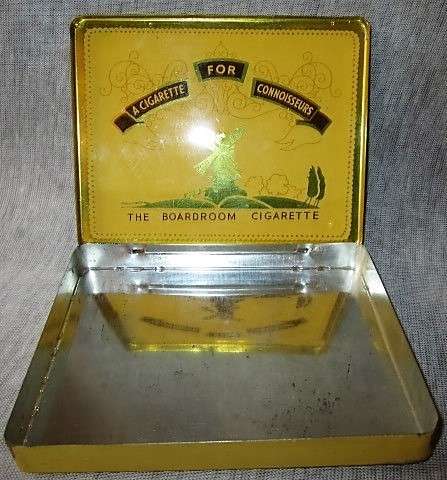 A CIGARETTE FOR CONNOISSEURS
THE BOARDROOM CIGARETTE